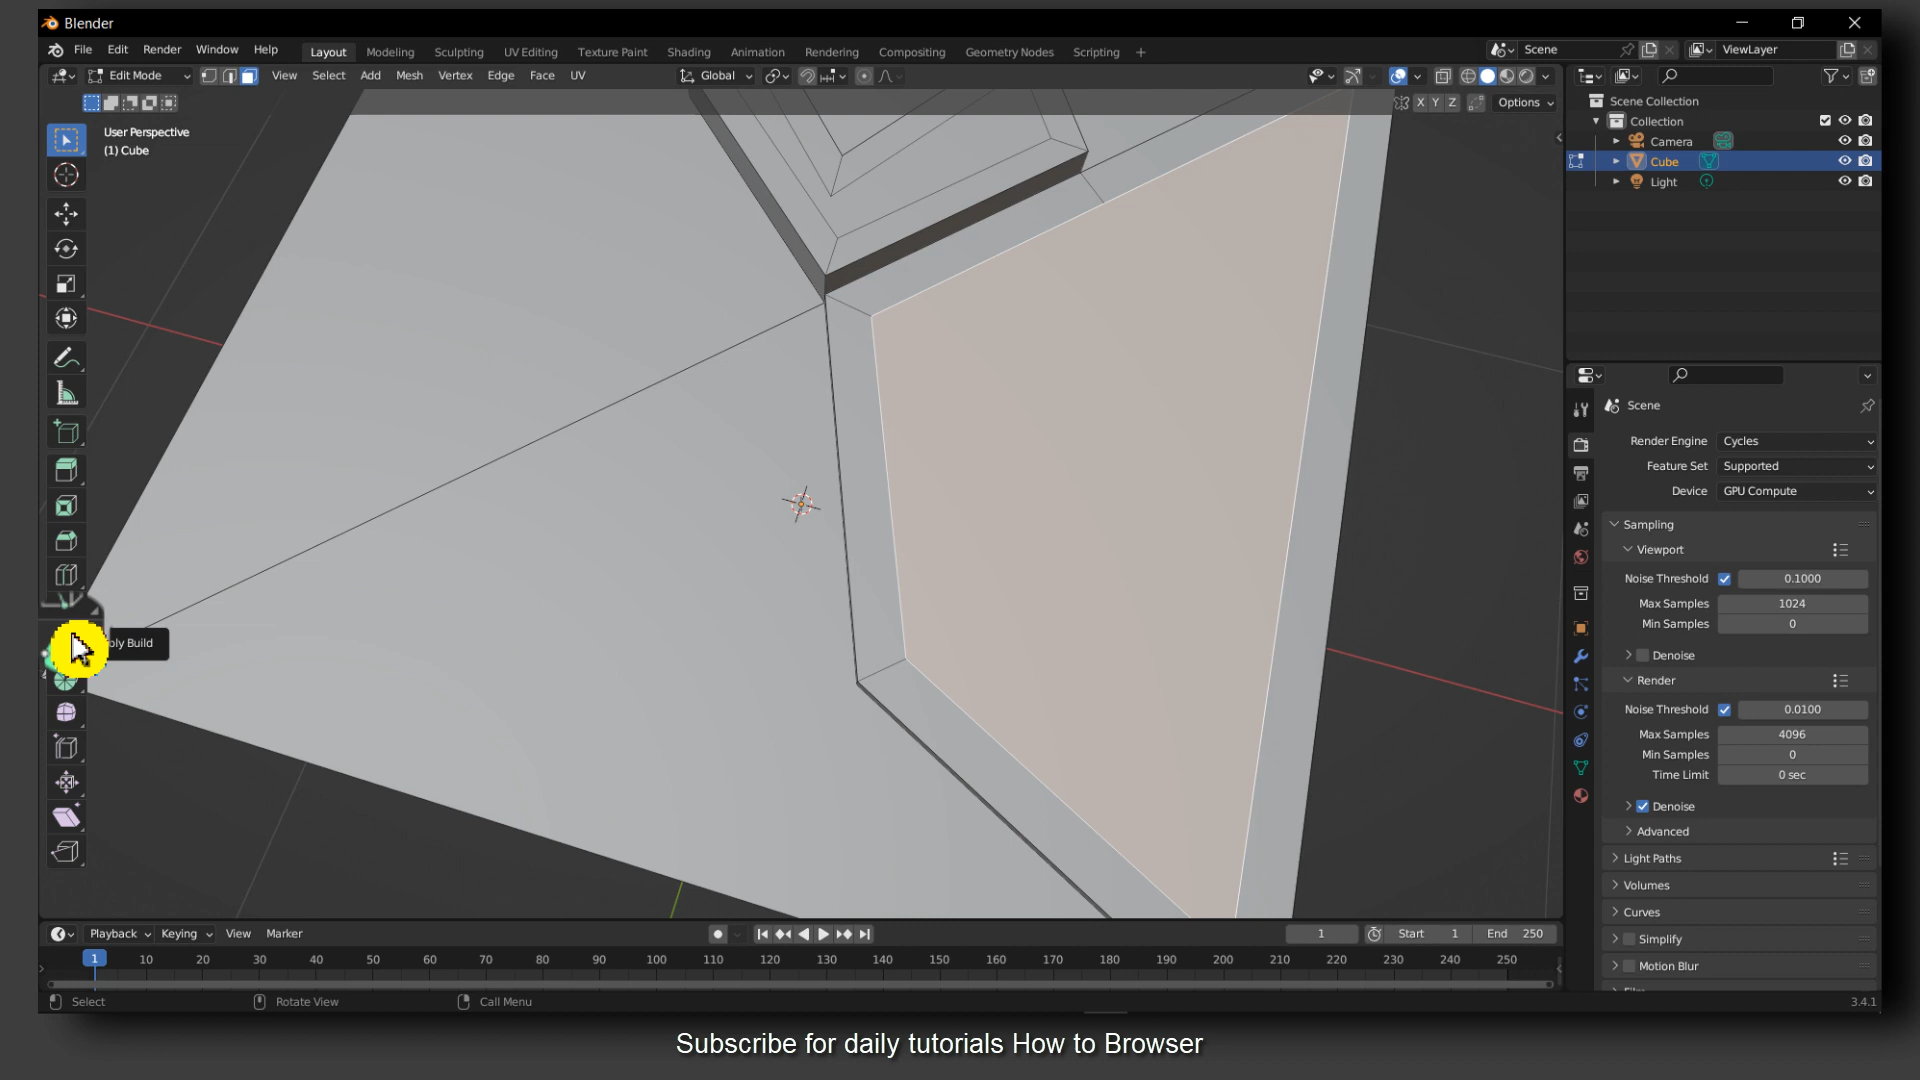 Blender
File Edit Render Window Help Layout Modeling Sculpting UV Editing Texture Paint Shading Animation Rendering Compositing Geometry Nodes Scripting + Scene ViewLayer
Edit Mode View Select Add Mesh Vertex Edge Face UV Global
X Y Z Options
User Perspective
(1) Cube
Build
Scene Collection
Collection
Camera
Cube
Light
Scene
Render Engine Cycles
Feature Set Supported
Device GPU Compute
Sampling
Viewport
Noise Threshold 0.1000
Max Samples 1024
Min Samples 0
Denoise
Render
Noise Threshold 0.0100
Max Samples 4096
Min Samples 0
Time Limit 0 sec
Denoise
Advanced
Light Paths
Volumes
Curves
Simplify
Motion Blur
Playback Keying View Marker 1 Start 1 End 250
1 10 20 30 40 50 60 70 80 90 100 110 120 130 140 150 160 170 180 190 200 210 220 230 240 250
Select Rotate View Call Menu 3.4.1
Subscribe for daily tutorials How to Browser